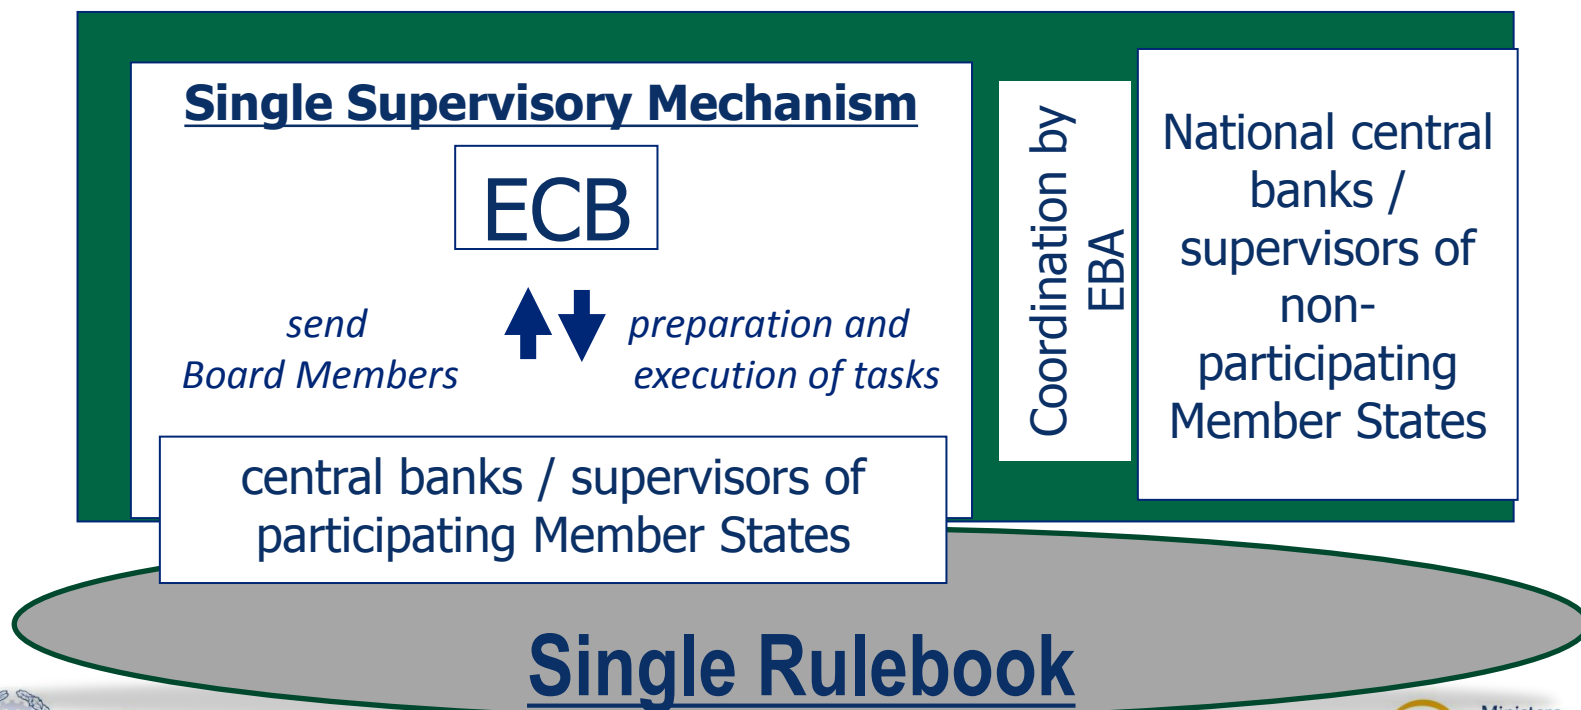 Single Supervisory Mechanism
ECB
send
Board Members
preparation and
execution of tasks
central banks / supervisors of
participating Member States
Coordination by
EBA
National central
banks /
supervisors of
non-
participating
Member States
Single Rulebook